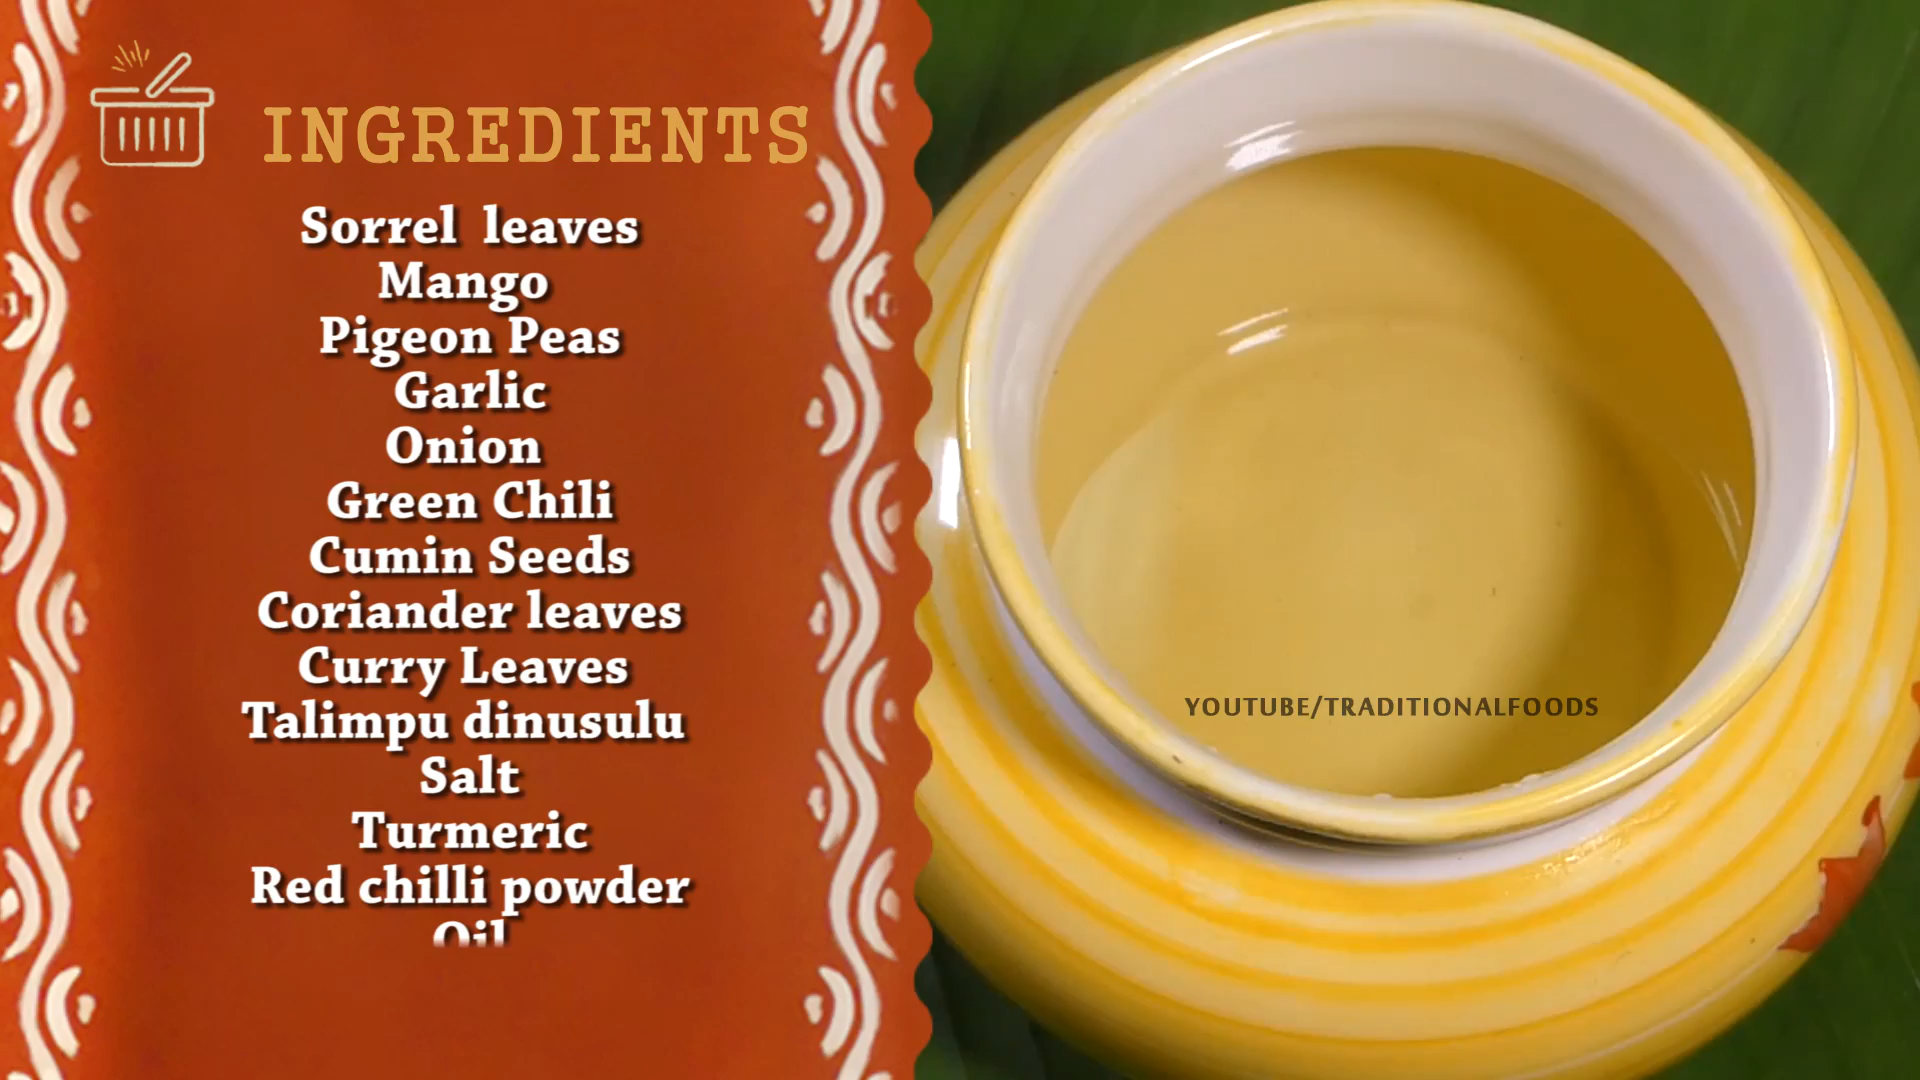 INGREDIENTS
Sorrel leaves
Mango
Pigeon Peas
Garlic
Onion
Green Chili
Cumin Seeds
Coriander leaves
Curry Leaves
Talimpu dinusulu
Salt
Turmeric
Red chilli powder
Oil
YOUTUBE/TRADITIONALFOODS